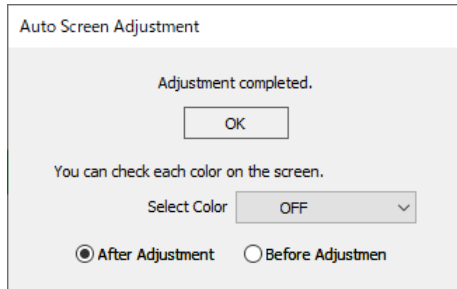 Auto Screen Adjustment
Adjustment completed.
OK
You can check each color on the screen.
Select Color OFF
After Adjustment Before Adjustmen